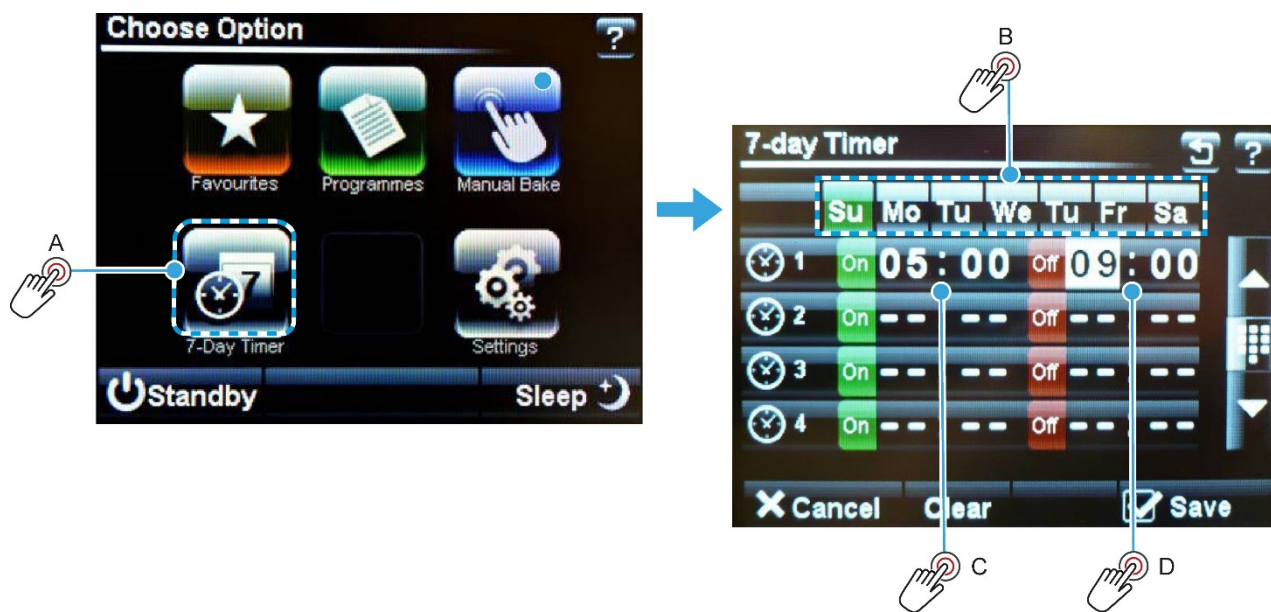 Choose Option
?
Favourites
Programmes
Manual Bake
7
7-Day Timer
Settings
Standby
Sleep
A
B
7-day Timer
?
Su Mo Tu We Tu Fr Sa
1 On 05:00 Off 09:00
2 On -- -- Off -- : --
3 On -- -- Off -- : --
4 On -- -- Off -- : --
Cancel Clear Save
C
D